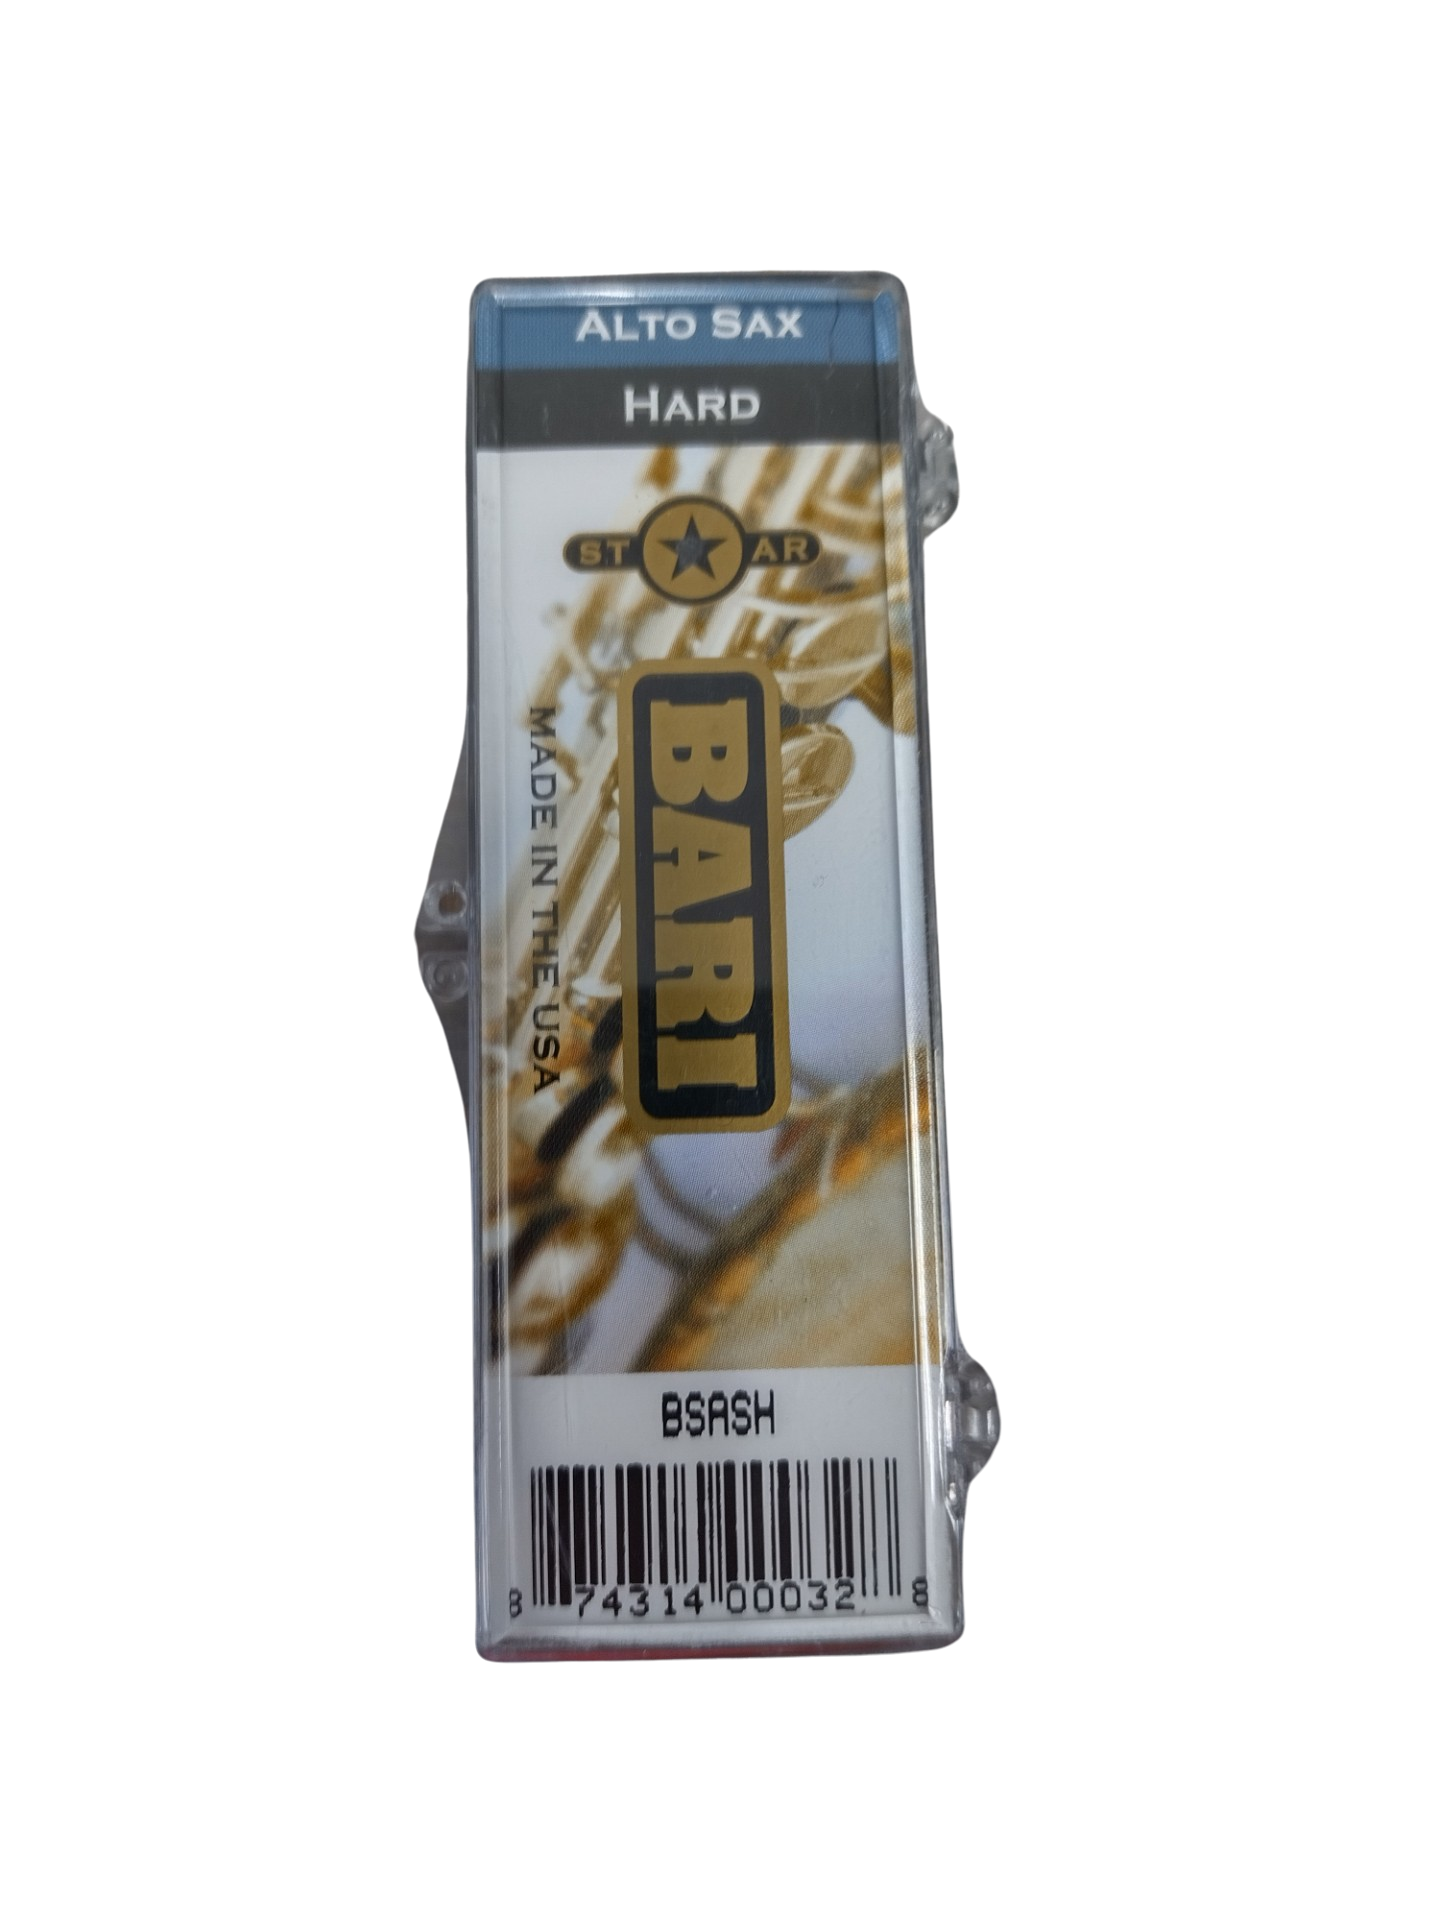 ALTO SAX
HARD
ST★AR
BARI
MADE IN THE USA
BSASH
8 74314 00032 8